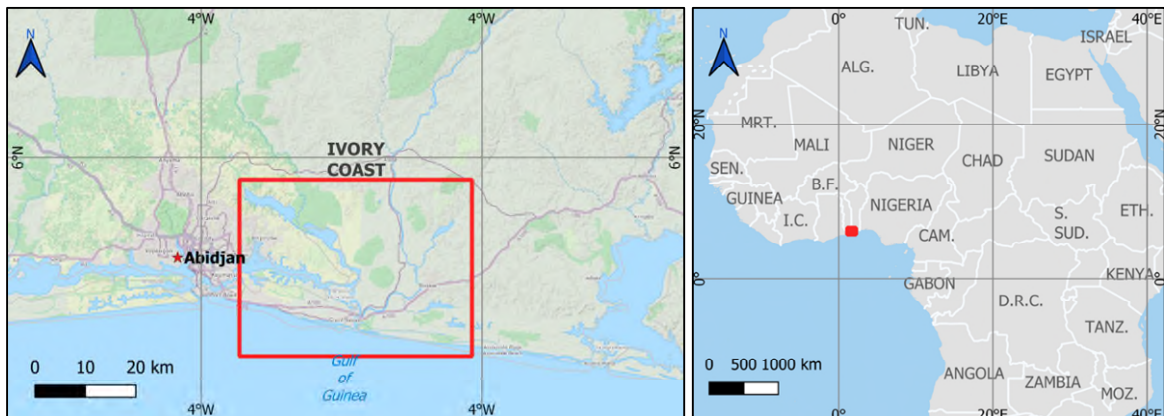 4°W 4°W
N
6°N 6°N
IVORY
COAST
Abidjan
Gulf
of
Guinea
0 10 20 km
4°W 4°W
0° 20°E 40°E
N
TUN.
ISRAEL
ALG.
LIBYA
EGYPT
20°N 20°N
MRT.
MALI
NIGER
CHAD
SUDAN
SEN.
B.F.
GUINEA
NIGERIA
I.C.
S.
SUD.
ETH.
CAM.
0° 0°
GABON
KENYA
D.R.C.
TANZ.
0 500 1000 km
ANGOLA
ZAMBIA
MOZ.
0° 20°E 40°E